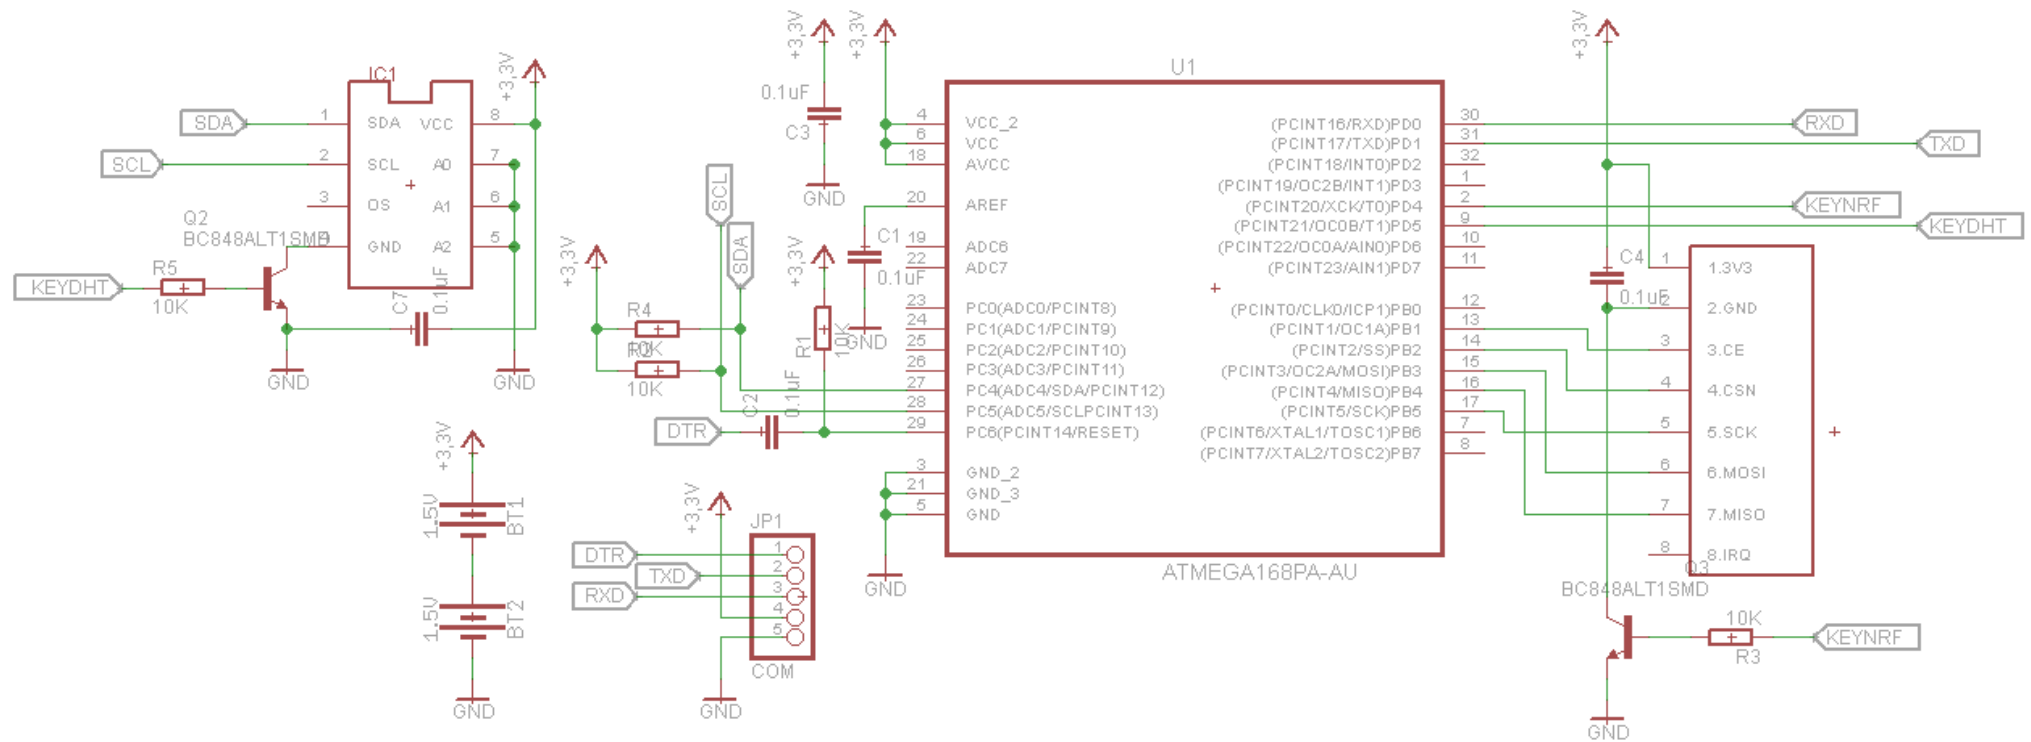 IC1
+3,3V
SDA
1
SDA
VCC
8
SCL
2
SCL
A0
7
3
OS
A1
6
4
GND
A2
5
Q2
BC848ALT1SMD
KEYDHT
R5
10K
C7
0.1uF
GND
GND
+3,3V
1.5V
BT1
1.5V
BT2
GND
+3,3V
R4
10K
10K
SCL
SDA
+3,3V
0.1uF
C3
GND
+3,3V
C1
0.1uF
GND
+3,3V
R1
10K
DTR
C2
0.1uF
+3,3V
JP1
DTR
1
TXD
2
RXD
3
4
5
COM
GND
U1
4
VCC_2
6
VCC
18
AVCC
20
AREF
19
ADC6
22
ADC7
23
PC0(ADC0/PCINT8)
24
PC1(ADC1/PCINT9)
25
PC2(ADC2/PCINT10)
26
PC3(ADC3/PCINT11)
27
PC4(ADC4/SDA/PCINT12)
28
PC5(ADC5/SCLPCINT13)
29
PC6(PCINT14/RESET)
3
GND_2
21
GND_3
5
GND
GND
(PCINT16/RXD)PD0
30
RXD
(PCINT17/TXD)PD1
31
TXD
(PCINT18/INT0)PD2
32
(PCINT19/OC2B/INT1)PD3
1
(PCINT20/XCK/T0)PD4
2
KEYNRF
(PCINT21/OC0B/T1)PD5
9
KEYDHT
(PCINT22/OC0A/AIN0)PD6
10
(PCINT23/AIN1)PD7
11
(PCINT0/CLK0/ICP1)PB0
12
(PCINT1/OC1A)PB1
13
(PCINT2/SS)PB2
14
(PCINT3/OC2A/MOSI)PB3
15
(PCINT4/MISO)PB4
16
(PCINT5/SCK)PB5
17
(PCINT6/XTAL1/TOSC1)PB6
7
(PCINT7/XTAL2/TOSC2)PB7
8
ATMEGA168PA-AU
+3,3V
C4
0.1uF
1
1.3V3
2
2.GND
3
3.CE
4
4.CSN
5
5.SCK
6
6.MOSI
7
7.MISO
8
8.IRQ
Q3
BC848ALT1SMD
10K
R3
KEYNRF
GND